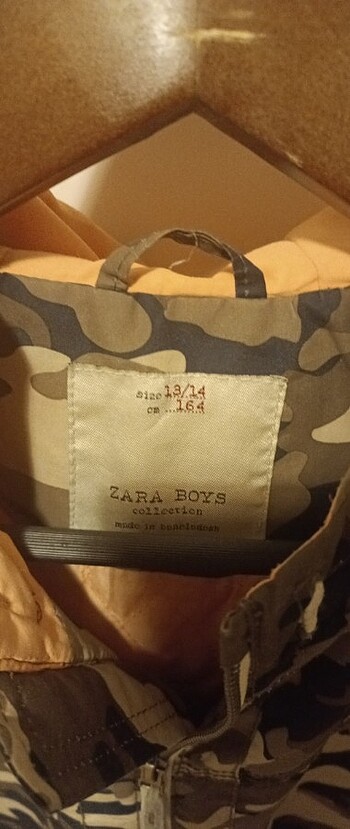 size 13/14
cm ...164
ZARA BOYS
collection
made in bangladesh